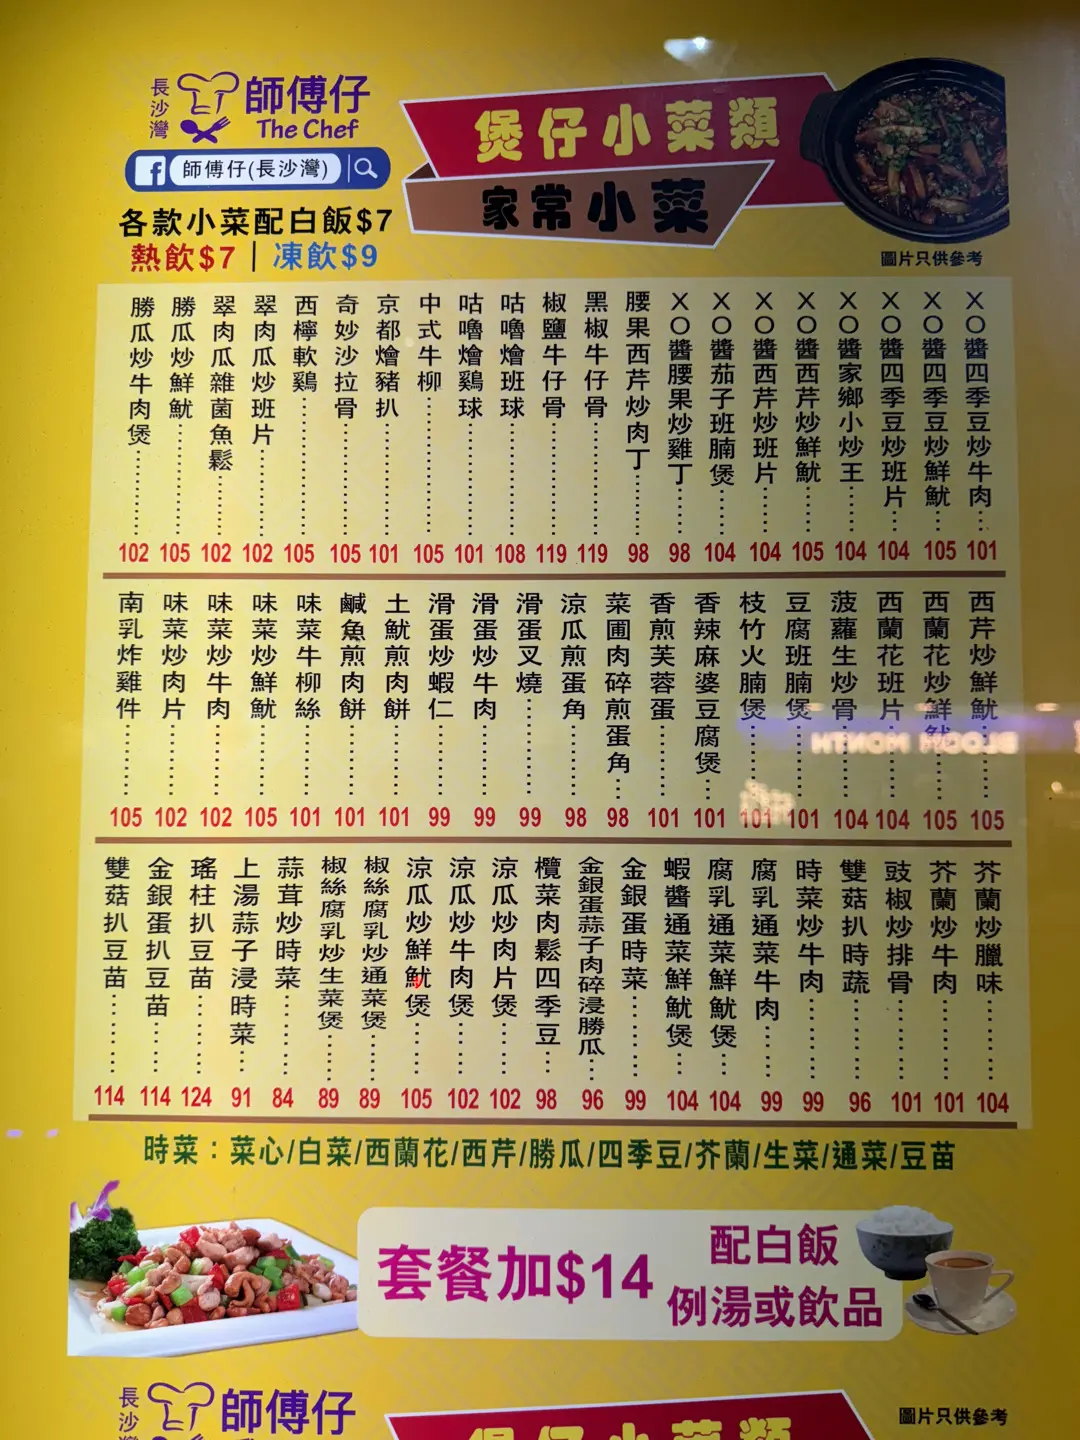 長沙灣
師傅仔
The Chef
師傅仔(長沙灣)
各款小菜配白飯$7
熱飲$7 | 凍飲$9
煲仔小菜類
家常小菜
圖片只供參考
XO醬四季豆炒牛肉 101
XO醬四季豆炒鮮魷 105
XO醬四季豆炒班片 104
XO醬家鄉小炒王 104
XO醬西芹炒鮮魷 105
XO醬西芹炒班片 104
XO醬茄子班腩煲 104
XO醬腰果炒雞丁 98
腰果西芹炒肉丁 98
黑椒牛仔骨 119
椒鹽牛仔骨 119
咕嚕燴班球 108
咕嚕燴鷄球 101
中式牛柳 105
京都燴豬扒 101
奇妙沙拉骨 105
西檸軟鷄 105
翠肉瓜炒班片 102
翠肉瓜雜菌魚鬆 102
勝瓜炒鮮魷 105
勝瓜炒牛肉煲 102
西芹炒鮮魷 105
西蘭花炒鮮魷 105
西蘭花班片 104
菠蘿生炒骨 104
豆腐班腩煲 101
枝竹火腩煲 101
香辣麻婆豆腐煲 101
香煎芙蓉蛋 101
菜圃肉碎煎蛋角 98
涼瓜煎蛋角 98
滑蛋叉燒 99
滑蛋炒牛肉 99
滑蛋炒蝦仁 99
土魷煎肉餅 101
鹹魚煎肉餅 101
味菜牛柳絲 101
味菜炒鮮魷 105
味菜炒牛肉 102
味菜炒肉片 102
南乳炸雞件 105
芥蘭炒臘味 104
芥蘭炒牛肉 101
豉椒炒排骨 101
雙菇扒時蔬 96
時菜炒牛肉 99
腐乳通菜牛肉 99
腐乳通菜鮮魷煲 104
蝦醬通菜鮮魷煲 104
金銀蛋時菜 99
金銀蛋蒜子肉碎浸勝瓜 96
欖菜肉鬆四季豆 98
涼瓜炒肉片煲 102
涼瓜炒牛肉煲 102
涼瓜炒鮮魷煲 105
椒絲腐乳炒通菜煲 89
椒絲腐乳炒生菜煲 89
蒜茸炒時菜 84
上湯蒜子浸時菜 91
瑤柱扒豆苗 124
金銀蛋扒豆苗 114
雙菇扒豆苗 114
時菜：菜心/白菜/西蘭花/西芹/勝瓜/四季豆/芥蘭/生菜/通菜/豆苗
套餐加$14
配白飯
例湯或飲品
長沙灣
師傅仔
煲仔小菜類
圖片只供參考